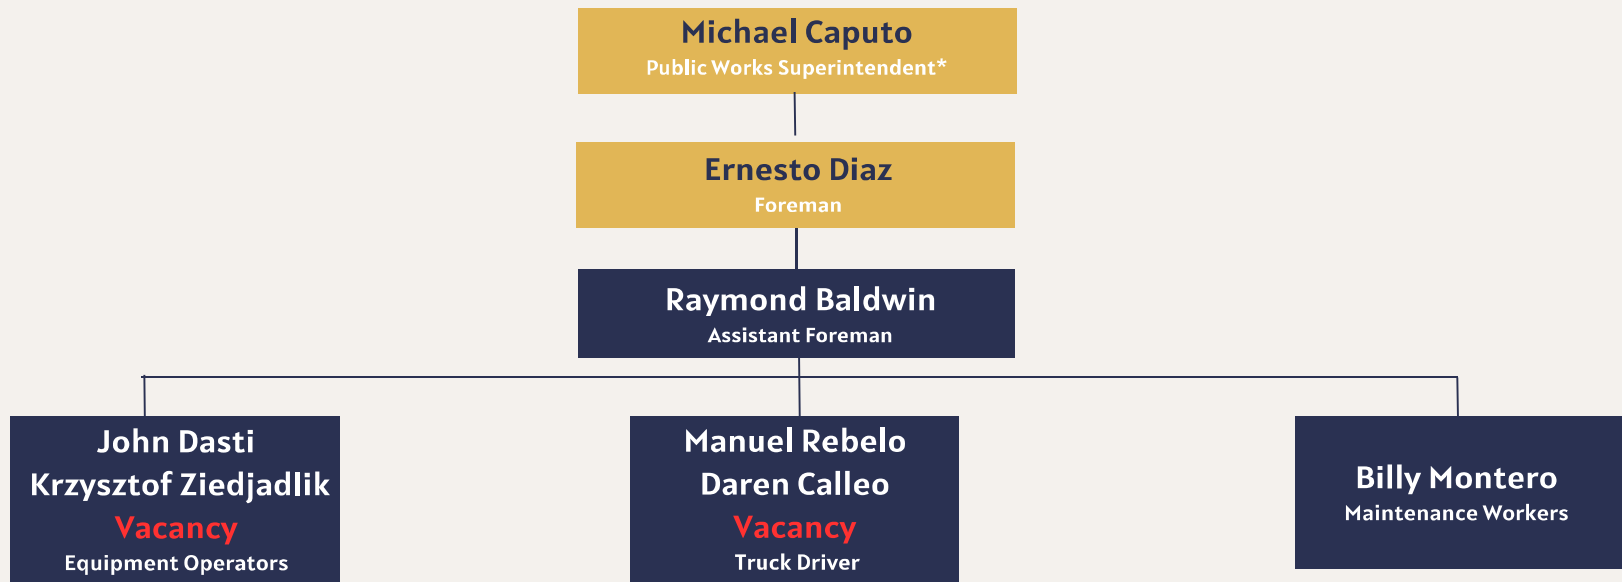 Michael Caputo
Public Works Superintendent*
Ernesto Diaz
Foreman
Raymond Baldwin
Assistant Foreman
John Dasti
Krzysztof Ziedjadlik
Vacancy
Equipment Operators
Manuel Rebelo
Daren Calleo
Vacancy
Truck Driver
Billy Montero
Maintenance Workers